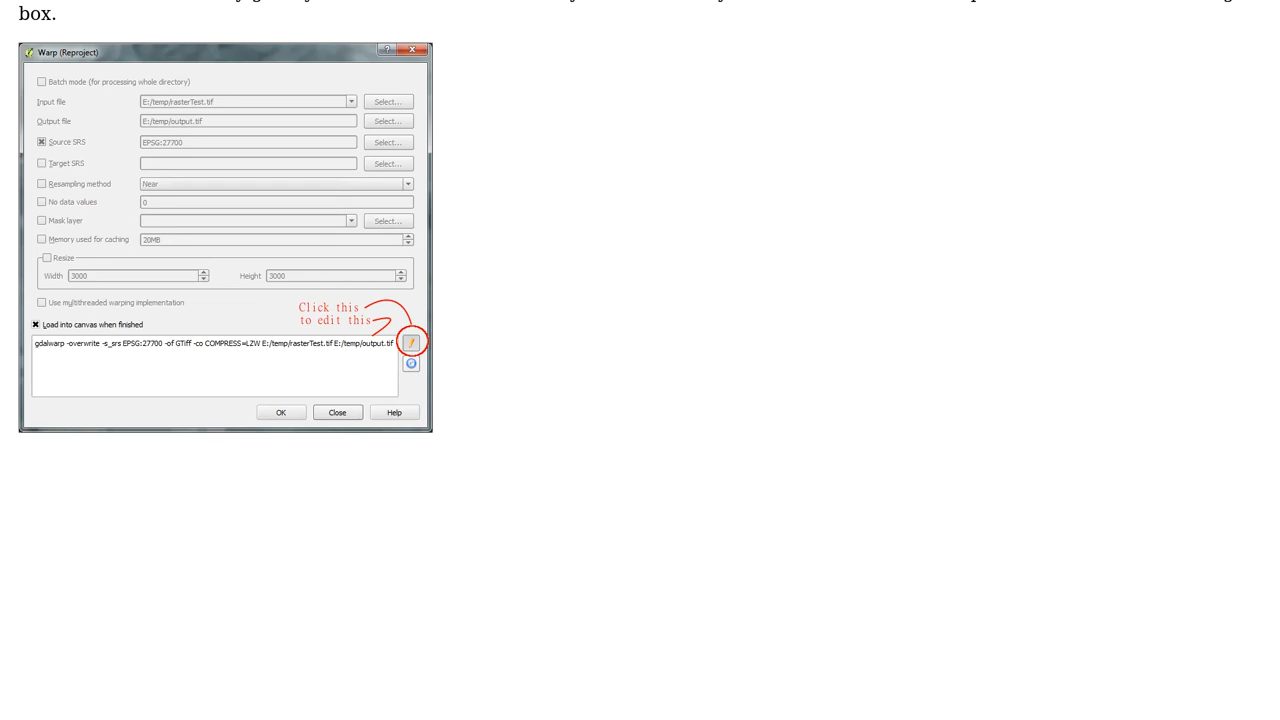 box.
Warp (Reproject)
Batch mode (for processing whole directory)
Input file E:/temp/rasterTest.tif Select...
Output file E:/temp/output.tif Select...
Source SRS EPSG:27700 Select...
Target SRS Select...
Resampling method Near
No data values 0
Mask layer Select...
Memory used for caching 20MB
Resize
Width 3000 Height 3000
Use multithreaded warping implementation
Click this
to edit this
Load into canvas when finished
gdalwarp -overwrite -s_srs EPSG:27700 -of GTiff -co COMPRESS=LZW E:/temp/rasterTest.tif E:/temp/output.tif
OK Close Help